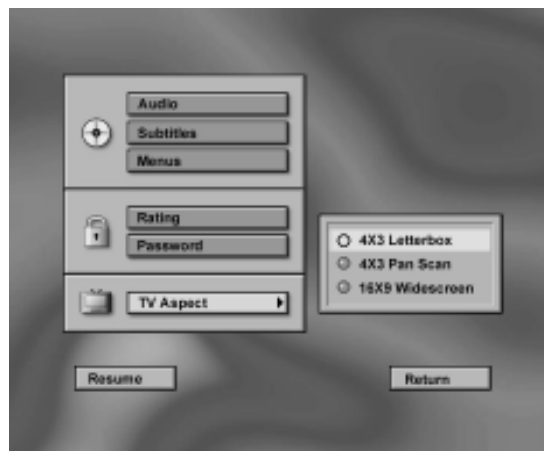 Audio
Subtitles
Menus
Rating
Password
TV Aspect
4X3 Letterbox
4X3 Pan Scan
16X9 Widescreen
Resume
Return